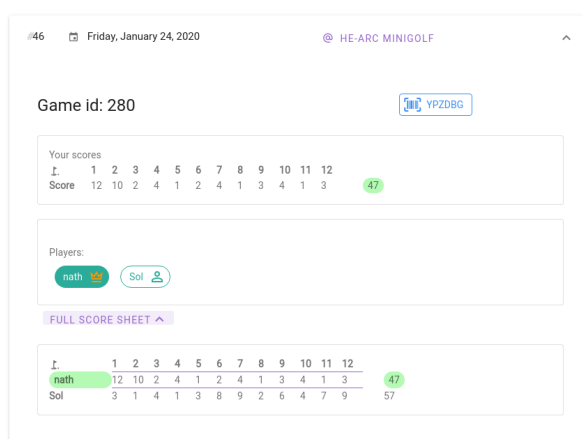 #46 Friday, January 24, 2020 @ HE-ARC MINIGOLF
Game id: 280 YPZDBG
Your scores
1 2 3 4 5 6 7 8 9 10 11 12
Score 12 10 2 4 1 2 4 1 3 4 1 3 47
Players:
nath Sol
FULL SCORE SHEET
1 2 3 4 5 6 7 8 9 10 11 12
nath 12 10 2 4 1 2 4 1 3 4 1 3 47
Sol 3 1 4 1 3 8 9 2 6 4 7 9 57